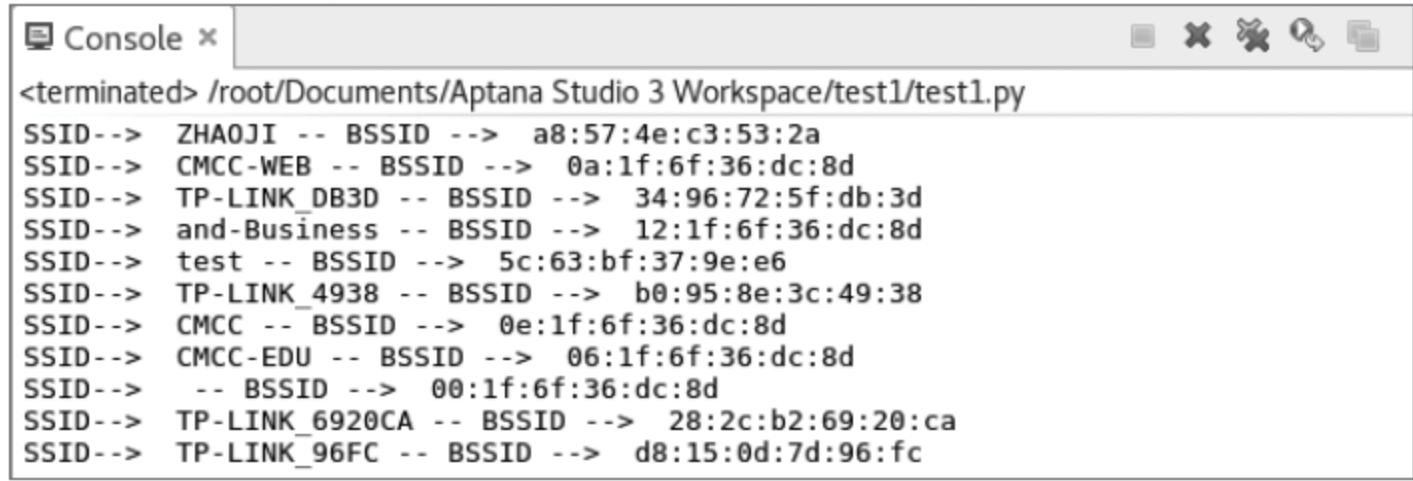 Console
<terminated> /root/Documents/Aptana Studio 3 Workspace/test1/test1.py
SSID-->  ZHAOJI -- BSSID -->  a8:57:4e:c3:53:2a
SSID-->  CMCC-WEB -- BSSID -->  0a:1f:6f:36:dc:8d
SSID-->  TP-LINK_DB3D -- BSSID -->  34:96:72:5f:db:3d
SSID-->  and-Business -- BSSID -->  12:1f:6f:36:dc:8d
SSID-->  test -- BSSID -->  5c:63:bf:37:9e:e6
SSID-->  TP-LINK_4938 -- BSSID -->  b0:95:8e:3c:49:38
SSID-->  CMCC -- BSSID -->  0e:1f:6f:36:dc:8d
SSID-->  CMCC-EDU -- BSSID -->  06:1f:6f:36:dc:8d
SSID-->   -- BSSID -->  00:1f:6f:36:dc:8d
SSID-->  TP-LINK_6920CA -- BSSID -->  28:2c:b2:69:20:ca
SSID-->  TP-LINK_96FC -- BSSID -->  d8:15:0d:7d:96:fc